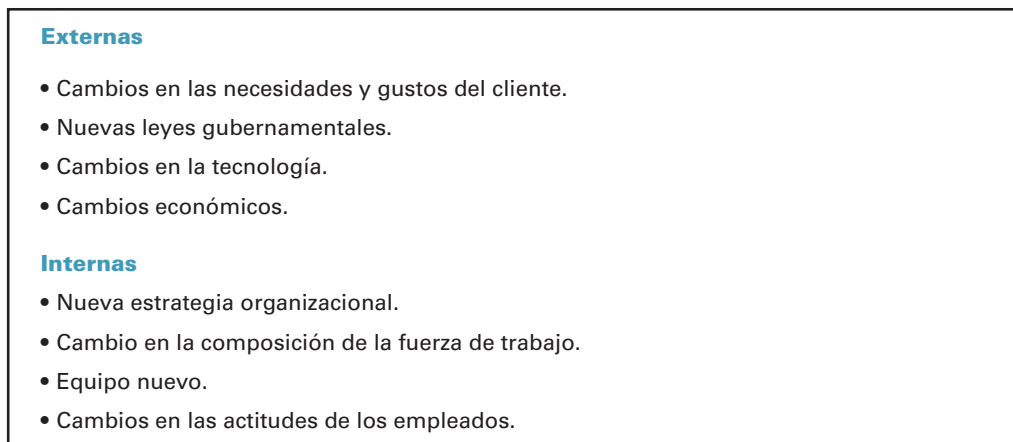 Externas
• Cambios en las necesidades y gustos del cliente.
• Nuevas leyes gubernamentales.
• Cambios en la tecnología.
• Cambios económicos.
Internas
• Nueva estrategia organizacional.
• Cambio en la composición de la fuerza de trabajo.
• Equipo nuevo.
• Cambios en las actitudes de los empleados.